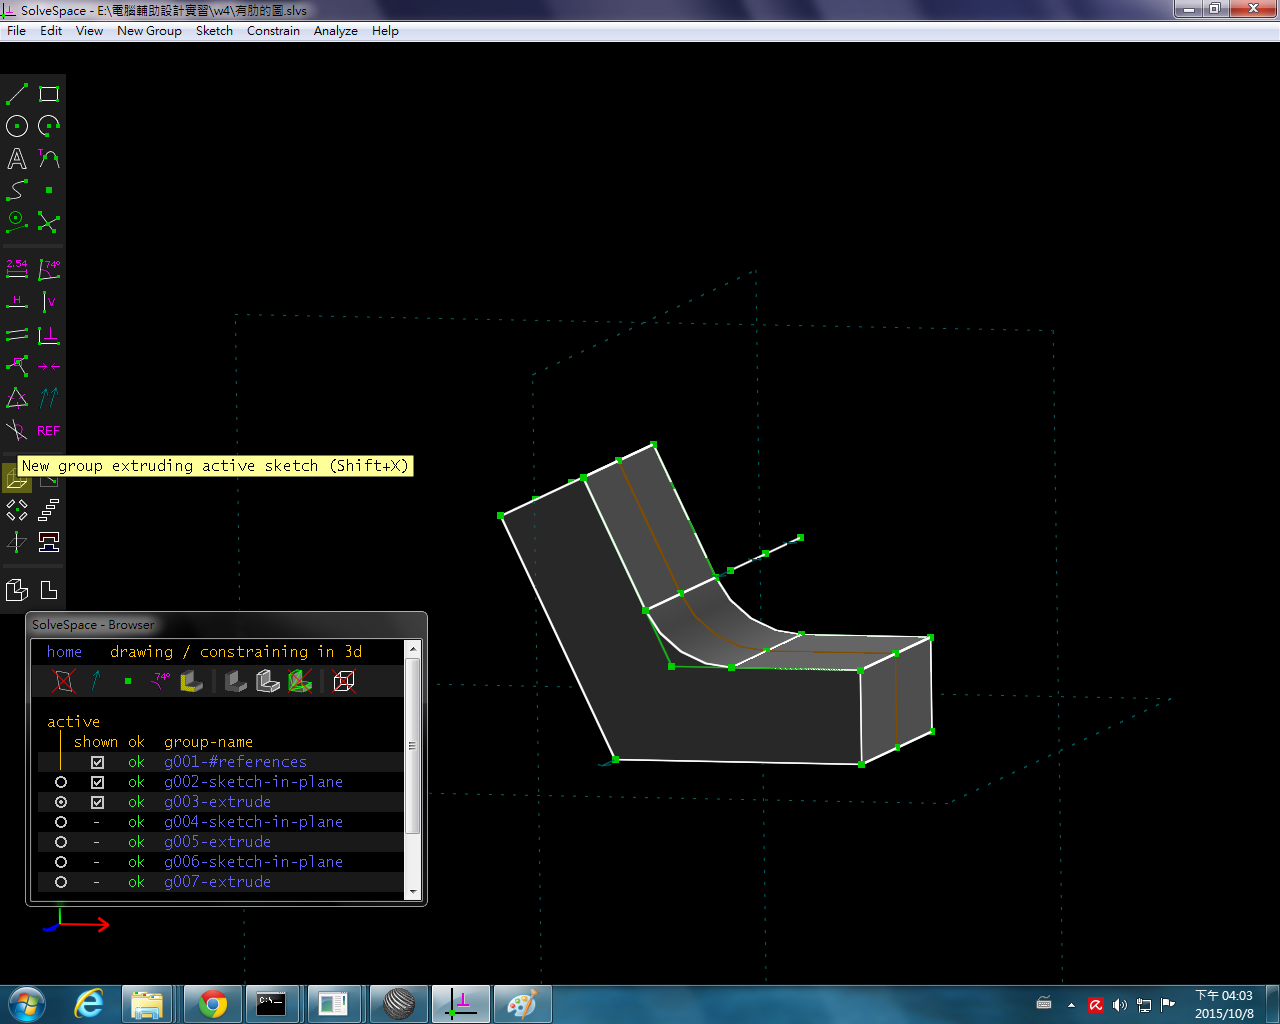 SolveSpace - E:\電腦輔助設計實習\w4\有肋的圖.slvs
File Edit View New Group Sketch Constrain Analyze Help
T
2.54 74°
H V
REF
New group extruding active sketch (Shift+X)
SolveSpace - Browser
home drawing / constraining in 3d
74°
active
shown ok group-name
ok g001-#references
ok g002-sketch-in-plane
ok g003-extrude
- ok g004-sketch-in-plane
- ok g005-extrude
- ok g006-sketch-in-plane
- ok g007-extrude
C:\_
下午 04:03
2015/10/8